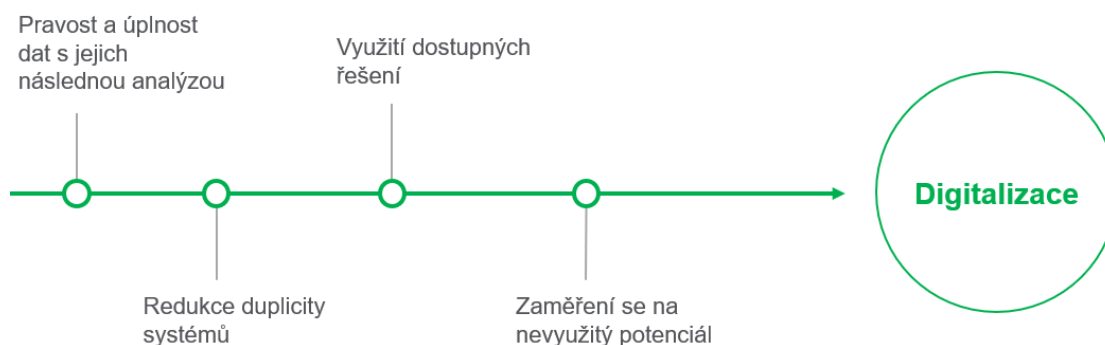 Pravost a úplnost
dat s jejich
následnou analýzou
Využití dostupných
řešení
Digitalizace
Redukce duplicity
systémů
Zaměření se na
nevyužitý potenciál